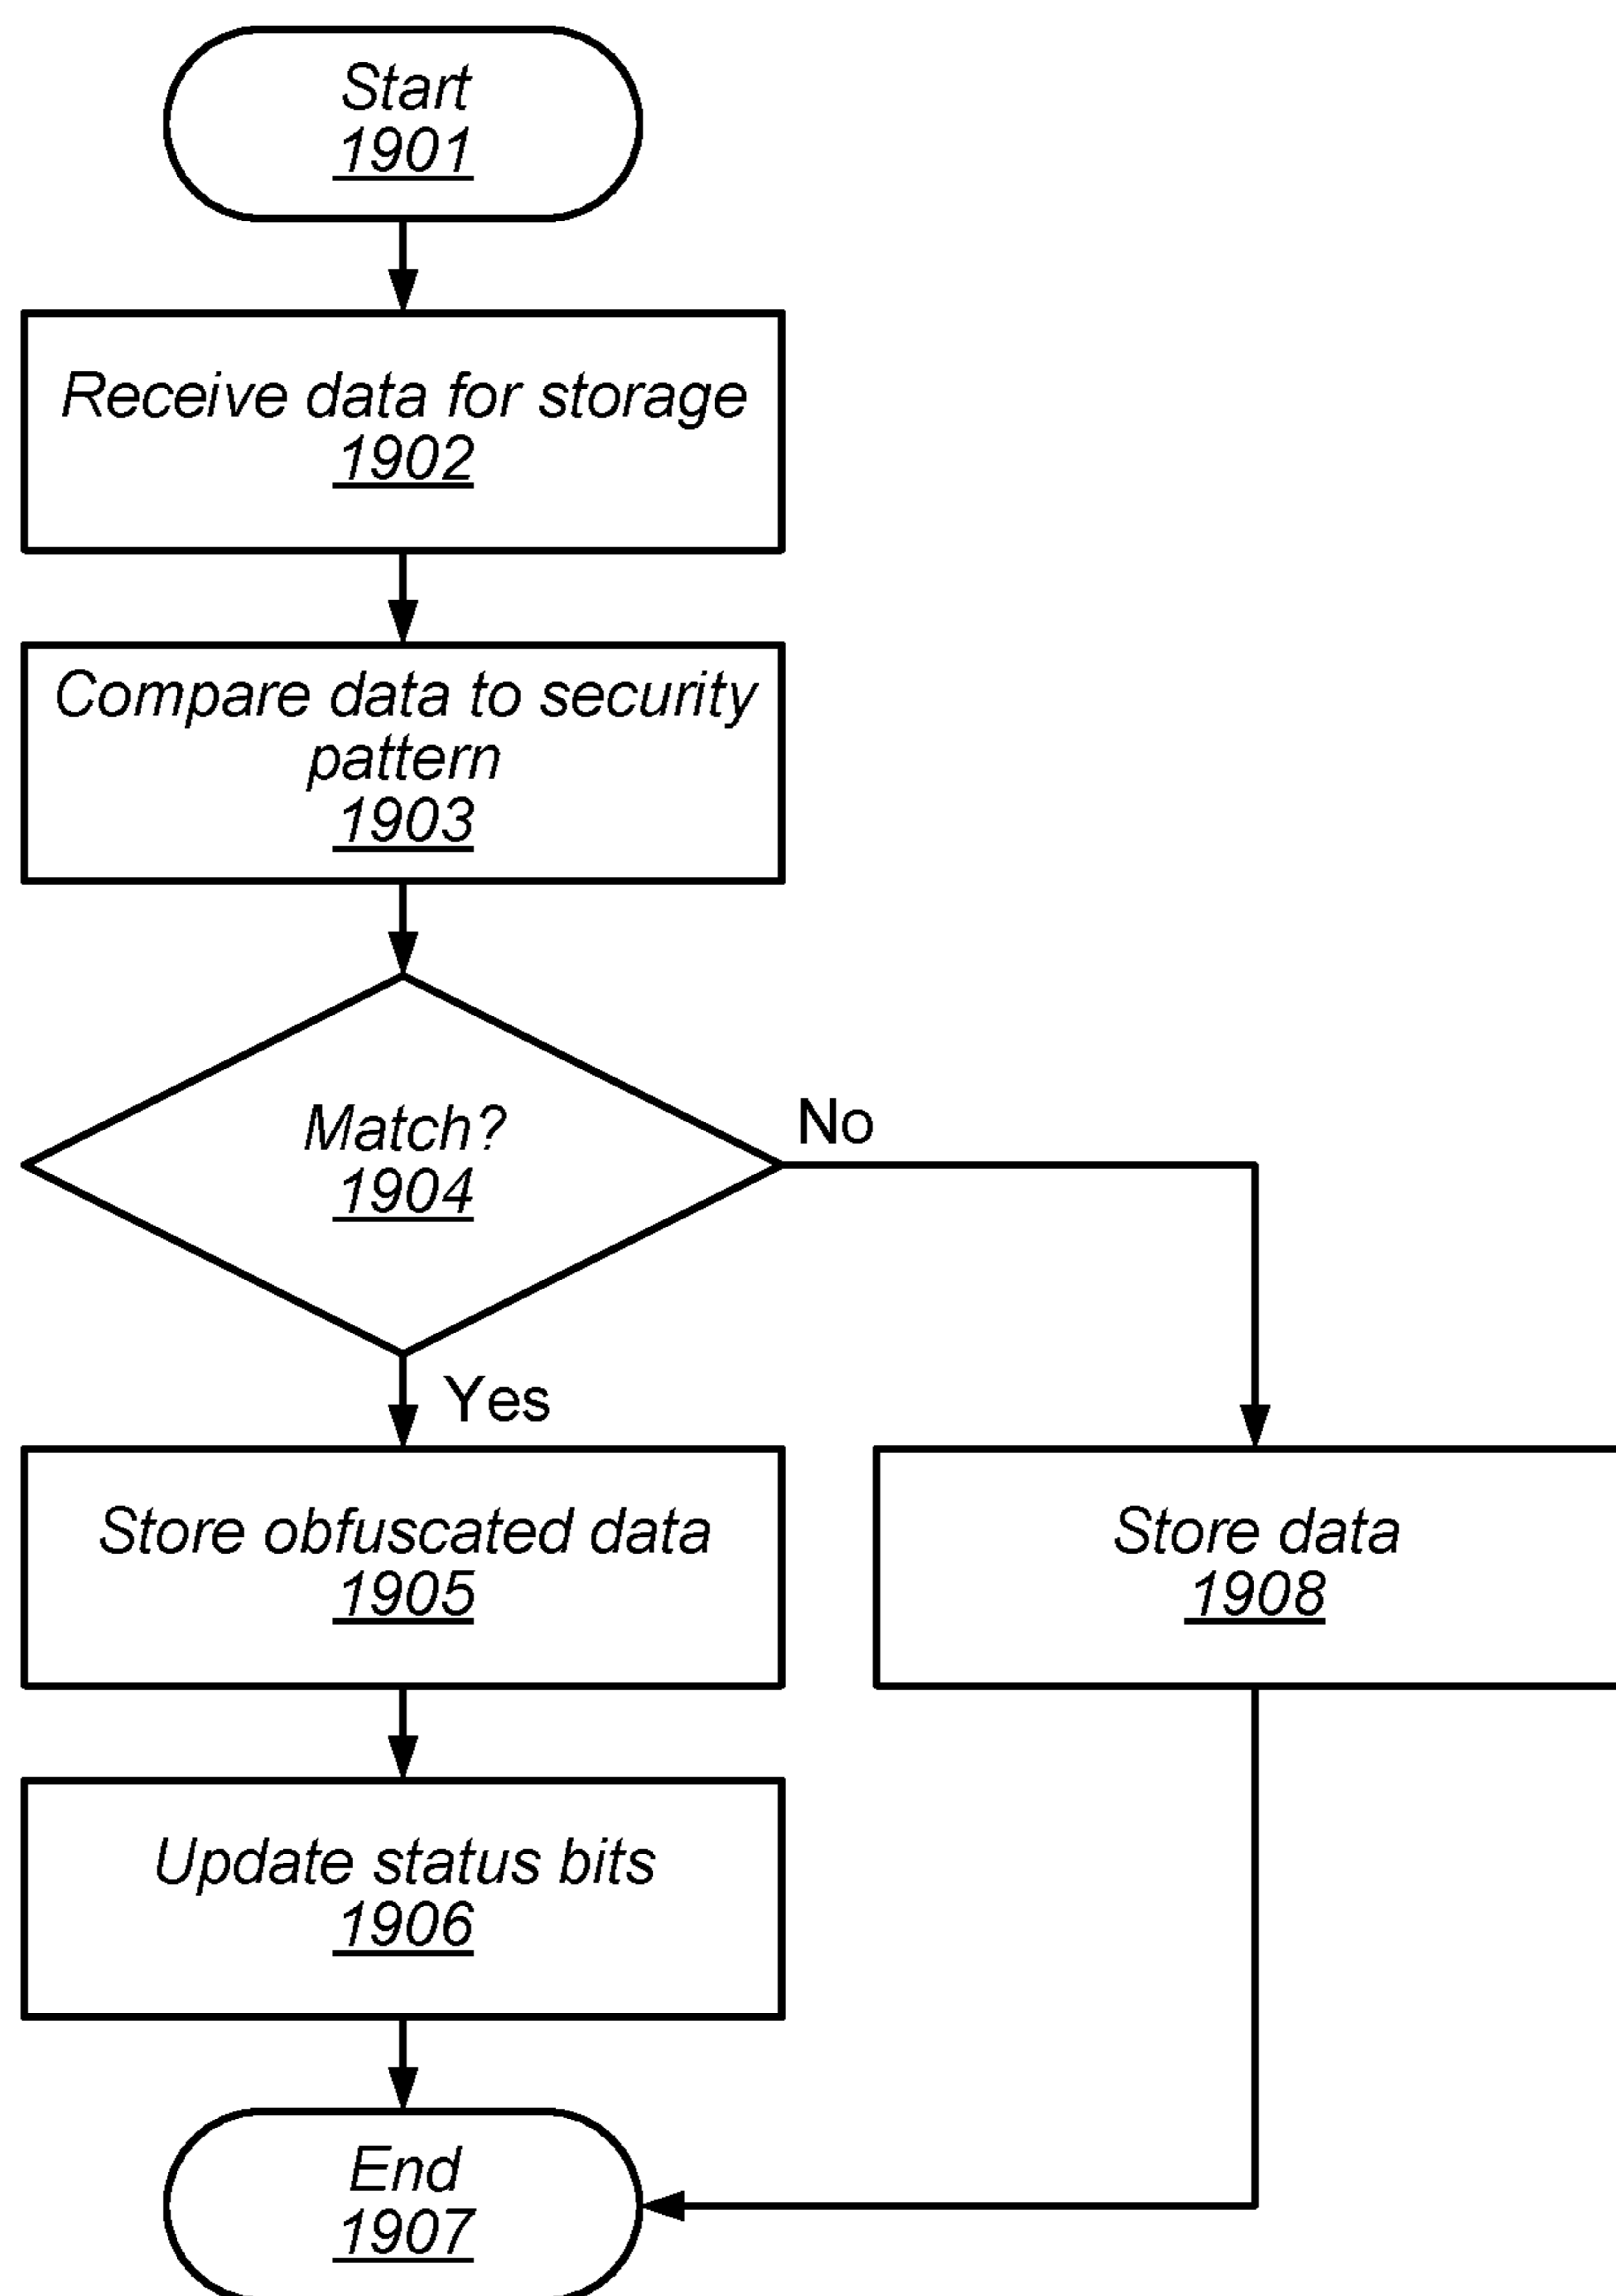 Start
1901
Receive data for storage
1902
Compare data to security
pattern
1903
Match?
1904
No
Yes
Store obfuscated data
1905
Store data
1908
Update status bits
1906
End
1907